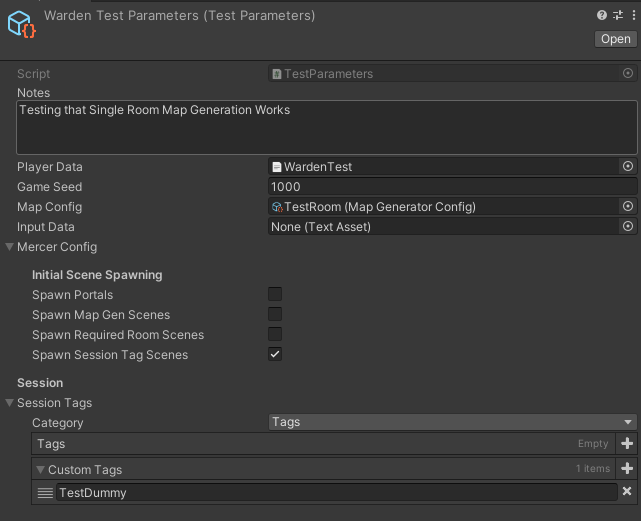 Warden Test Parameters (Test Parameters)
Open
Script TestParameters
Notes
Testing that Single Room Map Generation Works
Player Data WardenTest
Game Seed 1000
Map Config TestRoom (Map Generator Config)
Input Data None (Text Asset)
Mercer Config
Initial Scene Spawning
Spawn Portals
Spawn Map Gen Scenes
Spawn Required Room Scenes
Spawn Session Tag Scenes
Session
Session Tags
Category Tags
Tags Empty
Custom Tags 1 items
TestDummy